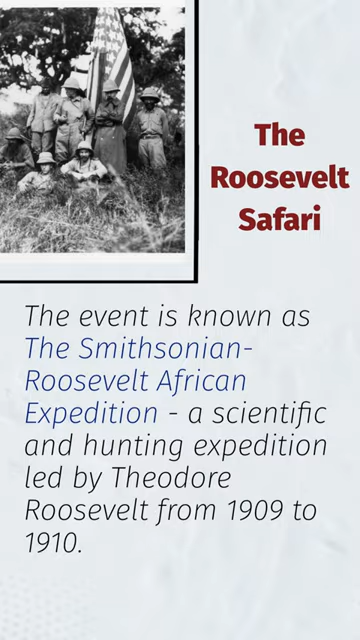 The
Roosevelt
Safari
The event is known as
The Smithsonian-
Roosevelt African
Expedition - a scientific
and hunting expedition
led by Theodore
Roosevelt from 1909 to
1910.